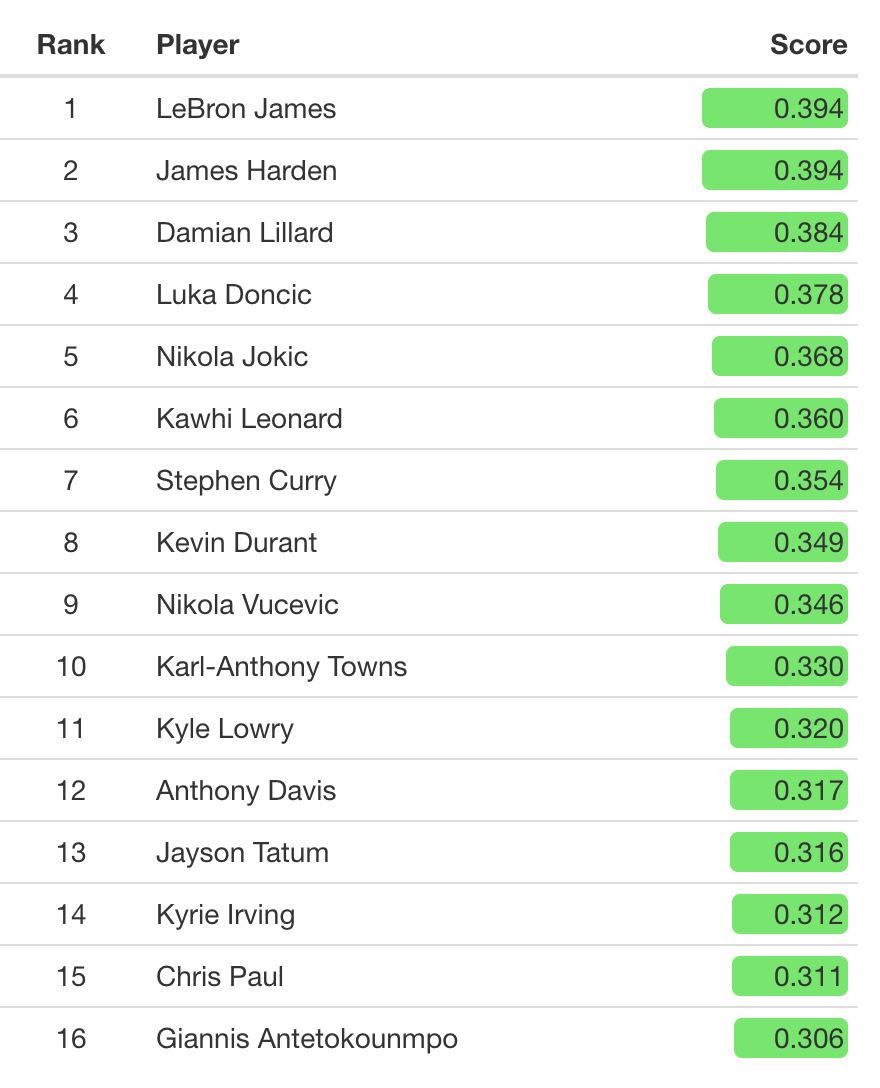 Rank Player Score
1 LeBron James 0.394
2 James Harden 0.394
3 Damian Lillard 0.384
4 Luka Doncic 0.378
5 Nikola Jokic 0.368
6 Kawhi Leonard 0.360
7 Stephen Curry 0.354
8 Kevin Durant 0.349
9 Nikola Vucevic 0.346
10 Karl-Anthony Towns 0.330
11 Kyle Lowry 0.320
12 Anthony Davis 0.317
13 Jayson Tatum 0.316
14 Kyrie Irving 0.312
15 Chris Paul 0.311
16 Giannis Antetokounmpo 0.306